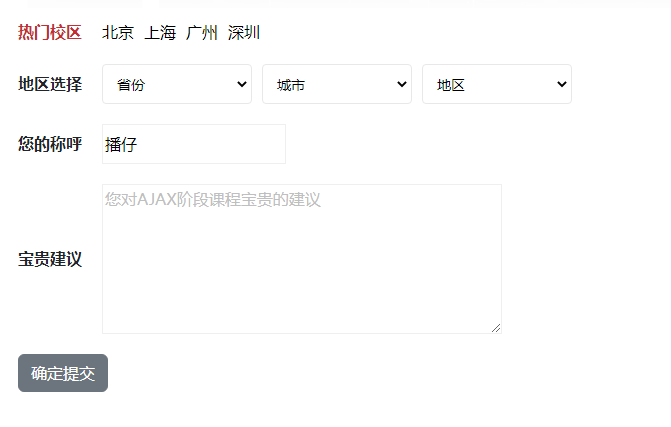 热门校区 北京 上海 广州 深圳
地区选择 省份 城市 地区
您的称呼 播仔
您对AJAX阶段课程宝贵的建议
宝贵建议
确定提交